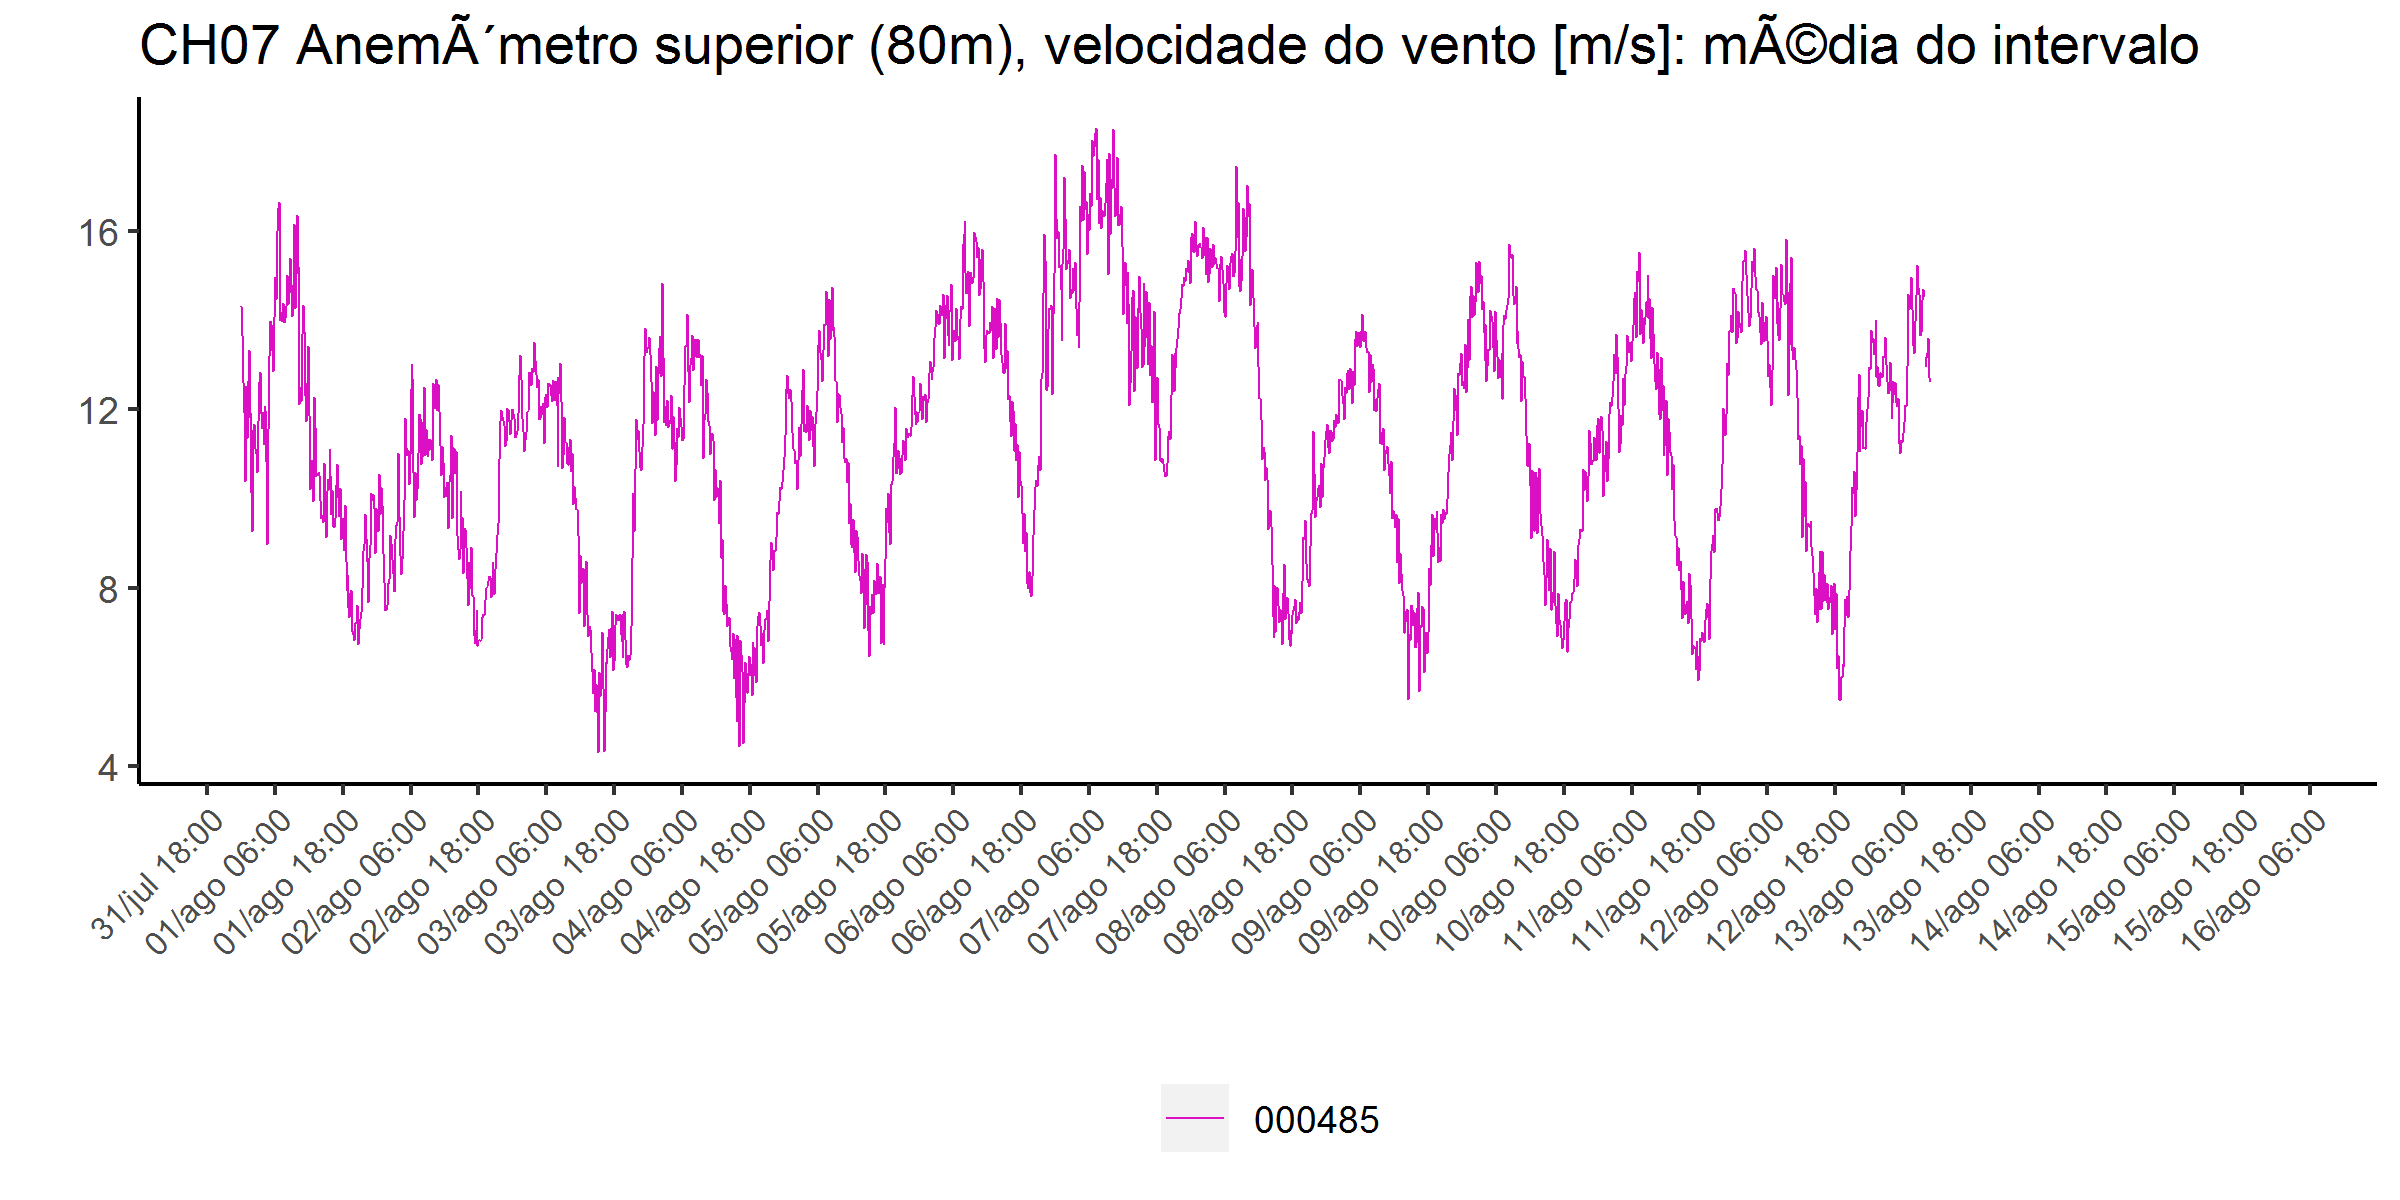 CH07 AnemÃ´metro superior (80m), velocidade do vento [m/s]: mÃ©dia do intervalo
16
12
8
4
31/jul 18:00
01/ago 06:00
01/ago 18:00
02/ago 06:00
02/ago 18:00
03/ago 06:00
03/ago 18:00
04/ago 06:00
04/ago 18:00
05/ago 06:00
05/ago 18:00
06/ago 06:00
06/ago 18:00
07/ago 06:00
07/ago 18:00
08/ago 06:00
08/ago 18:00
09/ago 06:00
09/ago 18:00
10/ago 06:00
10/ago 18:00
11/ago 06:00
11/ago 18:00
12/ago 06:00
12/ago 18:00
13/ago 06:00
13/ago 18:00
14/ago 06:00
14/ago 18:00
15/ago 06:00
15/ago 18:00
16/ago 06:00
000485